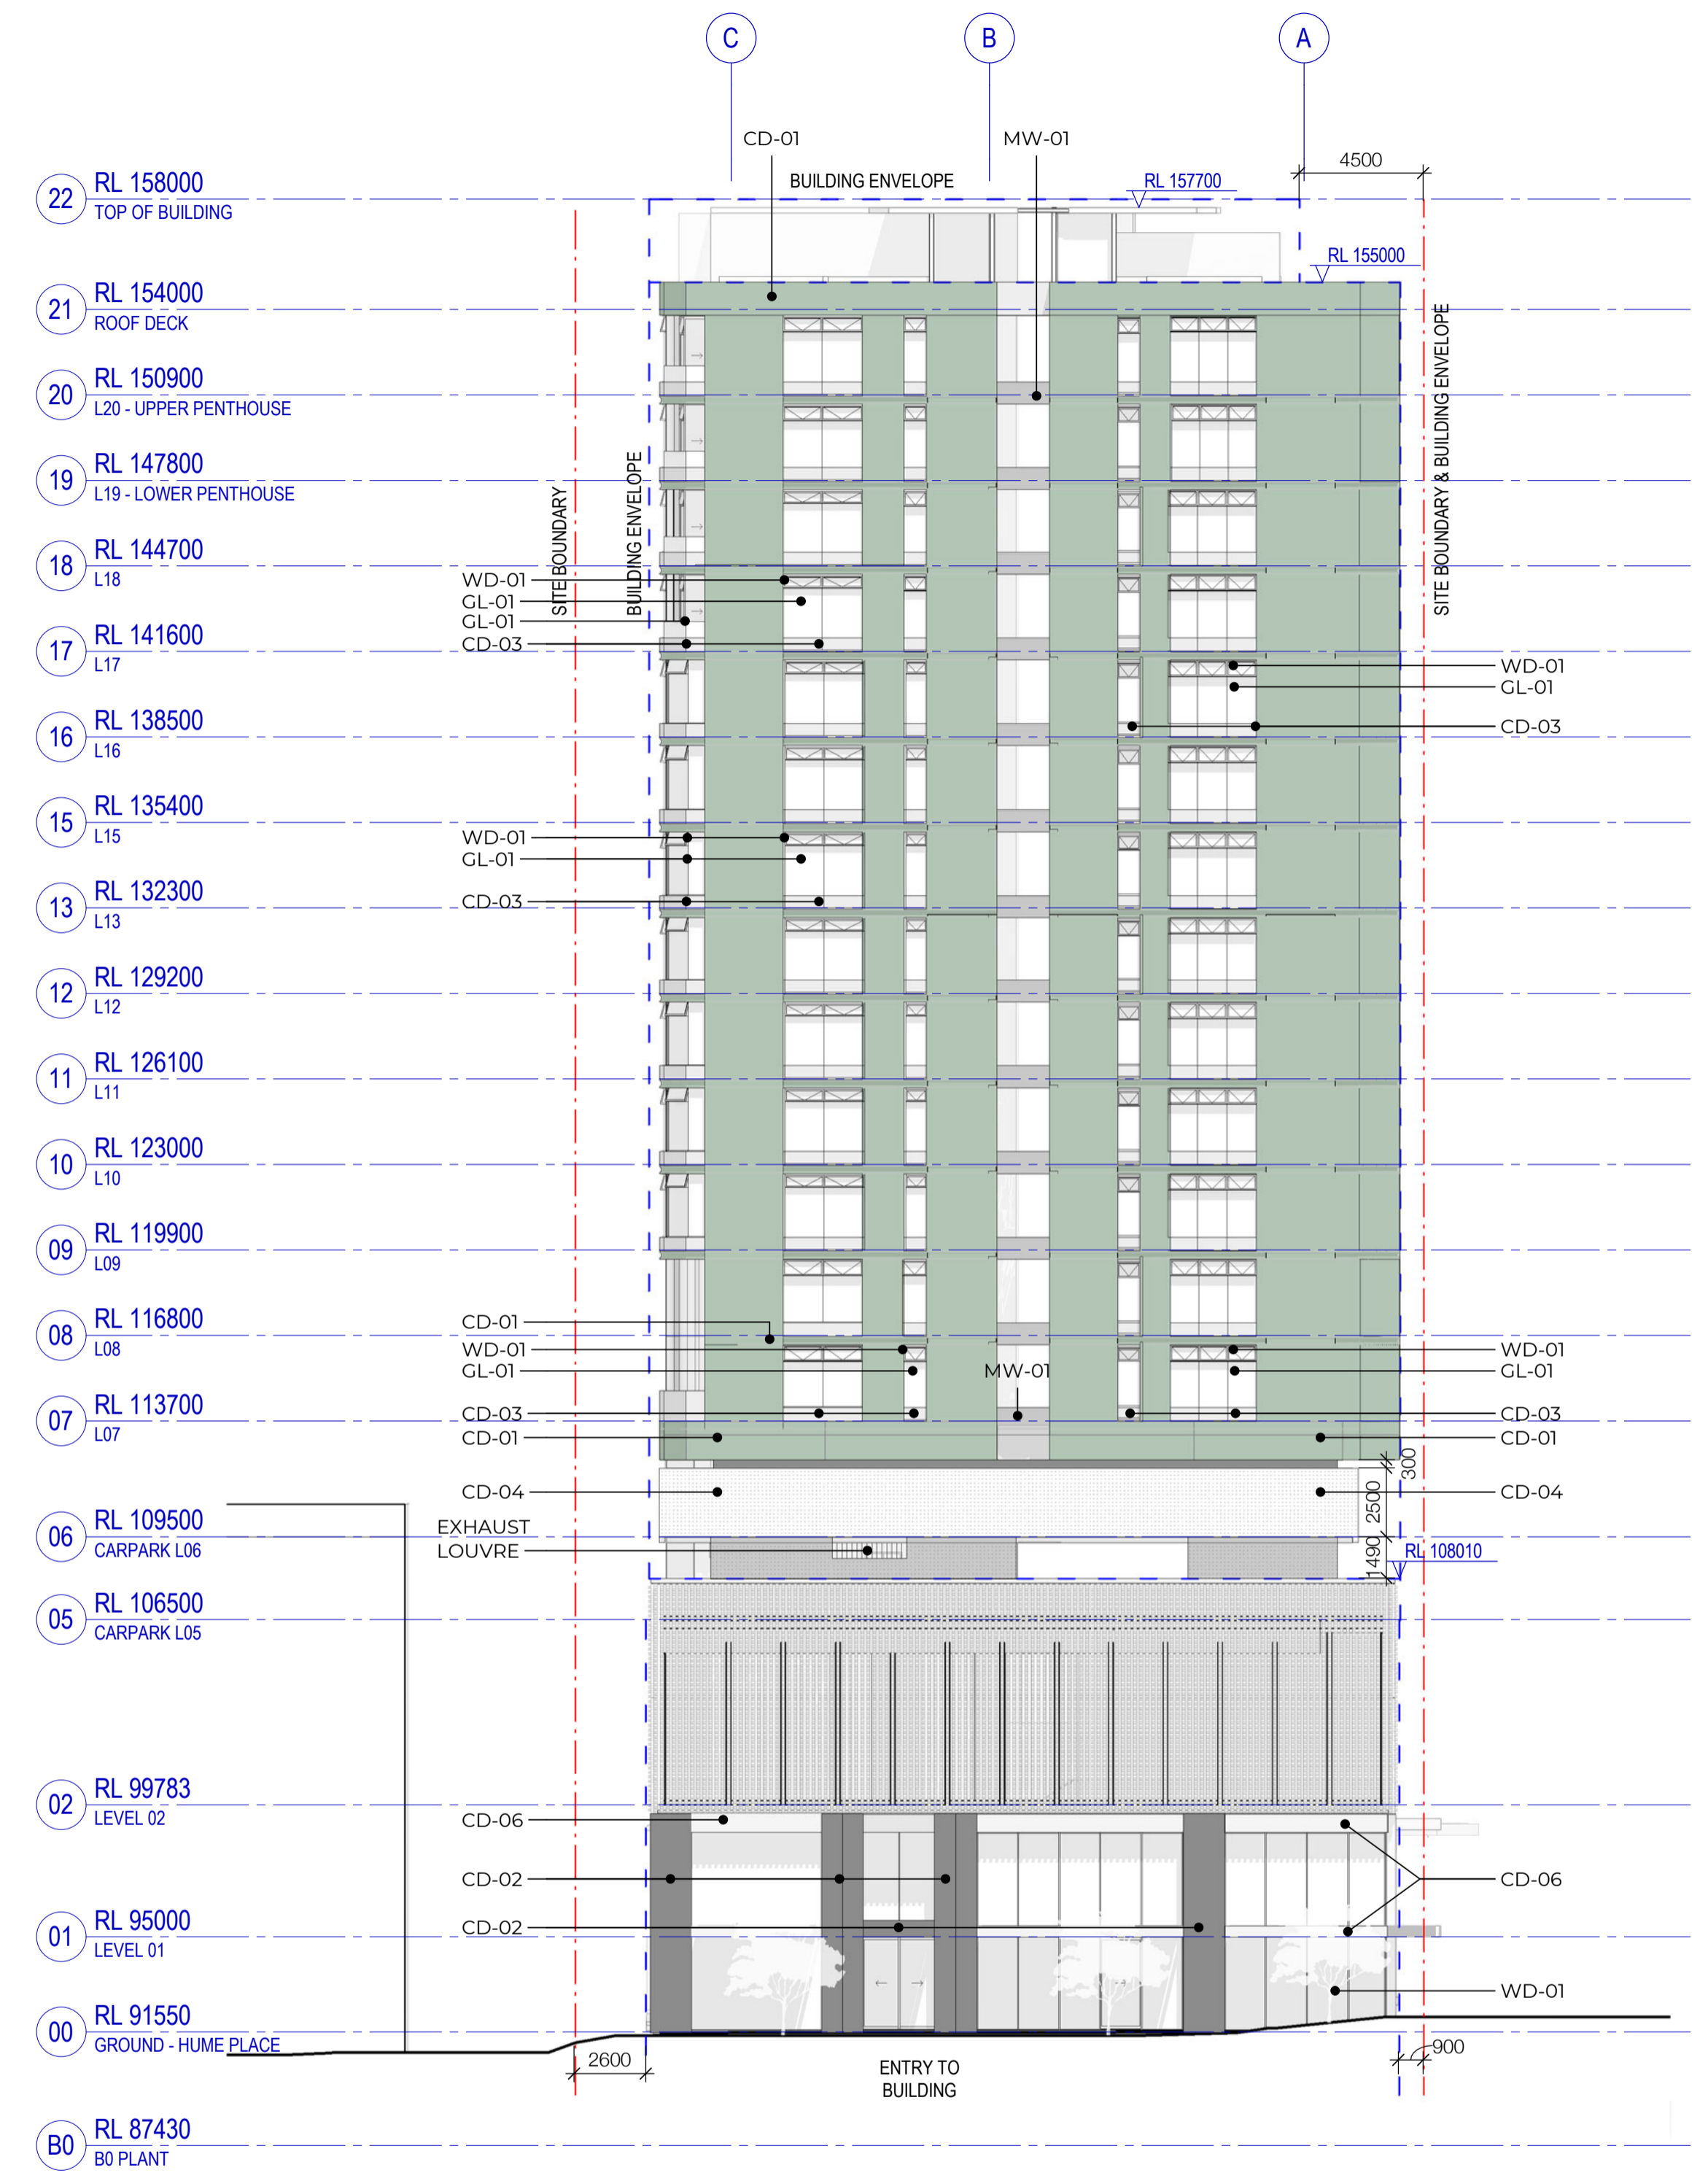 C
B
A
CD-01
MW-01
4500
22
RL 158000
TOP OF BUILDING
BUILDING ENVELOPE
RL 157700
RL 155000
21
RL 154000
ROOF DECK
20
RL 150900
L20 - UPPER PENTHOUSE
19
RL 147800
L19 - LOWER PENTHOUSE
SITE BOUNDARY
BUILDING ENVELOPE
SITE BOUNDARY & BUILDING ENVELOPE
18
RL 144700
L18
WD-01
GL-01
GL-01
CD-03
17
RL 141600
L17
WD-01
GL-01
CD-03
16
RL 138500
L16
15
RL 135400
L15
WD-01
GL-01
CD-03
13
RL 132300
L13
12
RL 129200
L12
11
RL 126100
L11
10
RL 123000
L10
09
RL 119900
L09
08
RL 116800
L08
CD-01
WD-01
GL-01
MW-01
WD-01
GL-01
07
RL 113700
L07
CD-03
CD-01
CD-03
CD-01
300
CD-04
2500
CD-04
06
RL 109500
CARPARK L06
EXHAUST
LOUVRE
1490
RL 108010
05
RL 106500
CARPARK L05
02
RL 99783
LEVEL 02
CD-06
CD-02
CD-06
CD-02
01
RL 95000
LEVEL 01
WD-01
00
RL 91550
GROUND - HUME PLACE
2600
ENTRY TO
BUILDING
900
B0
RL 87430
B0 PLANT